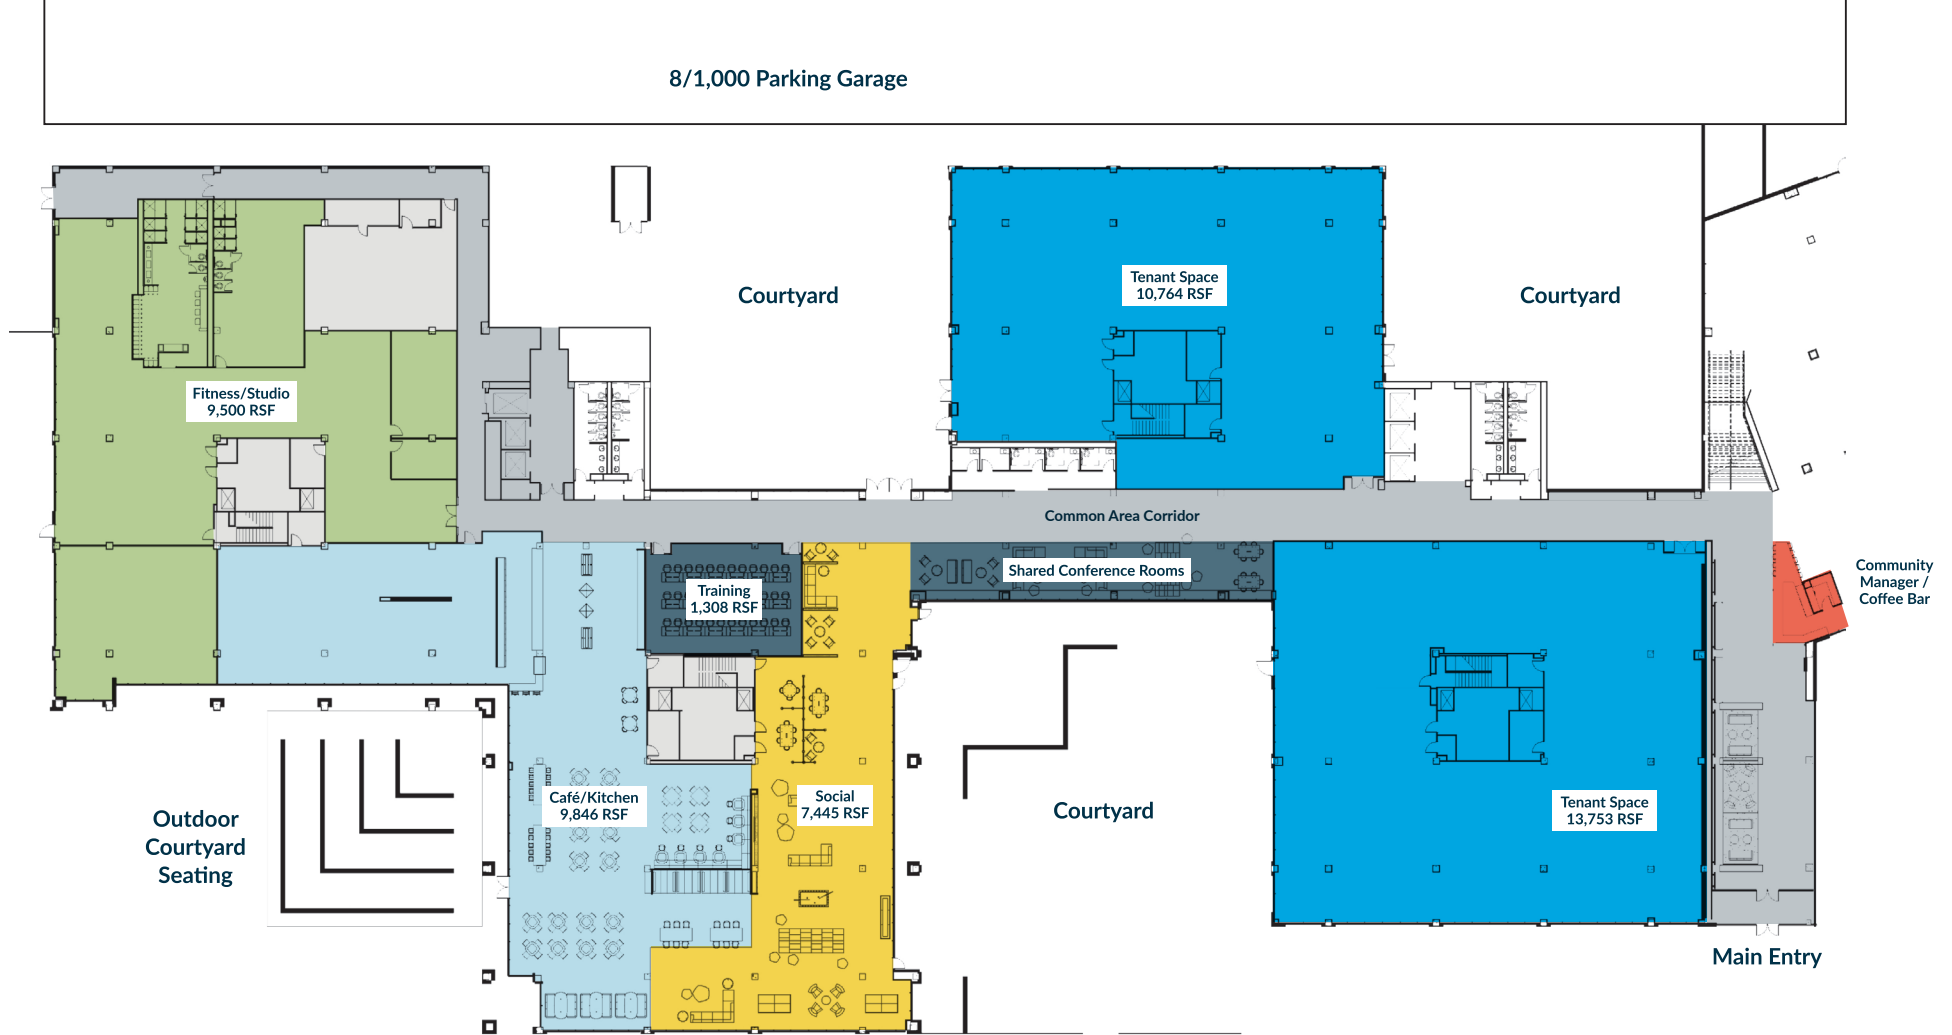 8/1,000 Parking Garage
Courtyard
Tenant Space
10,764 RSF
Courtyard
Fitness/Studio
9,500 RSF
Common Area Corridor
Shared Conference Rooms
Training
1,308 RSF
Community
Manager /
Coffee Bar
Outdoor
Courtyard
Seating
Café/Kitchen
9,846 RSF
Social
7,445 RSF
Courtyard
Tenant Space
13,753 RSF
Main Entry